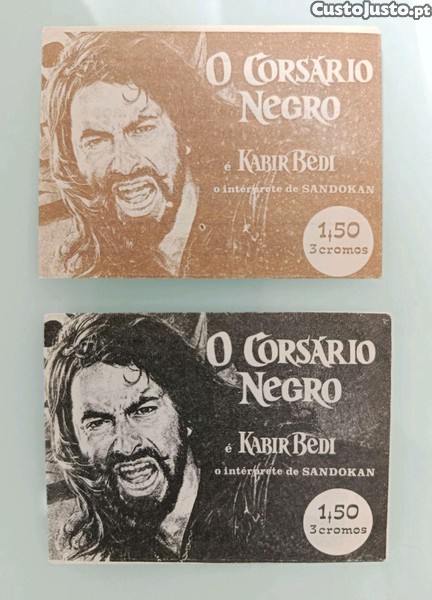 CustoJusto.pt
O CORSÁRIO
NEGRO
é KABIR BEDI
o intérprete de SANDOKAN
1,50
3 cromos
O CORSÁRIO
NEGRO
é KABIR BEDI
o intérprete de SANDOKAN
1,50
3 cromos